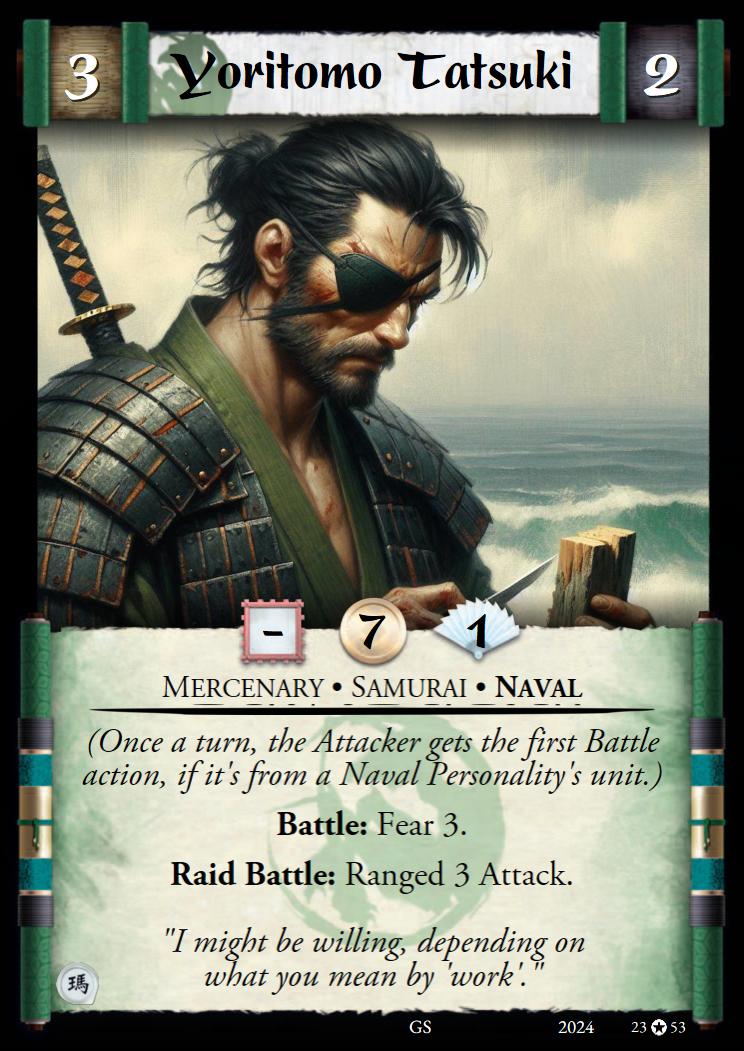 3 Yoritomo Tatsuki 2
- 7 1
MERCENARY • SAMURAI • NAVAL
(Once a turn, the Attacker gets the first Battle
action, if it's from a Naval Personality's unit.)
Battle: Fear 3.
Raid Battle: Ranged 3 Attack.
"I might be willing, depending on
what you mean by 'work'."
瑪
GS 2024 23 ✪ 53